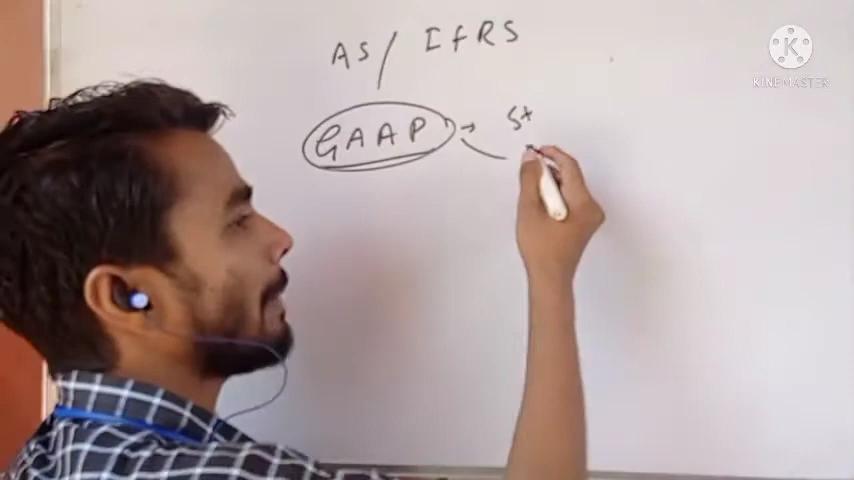 AS / IFRS
GAAP → St
KINEMASTER